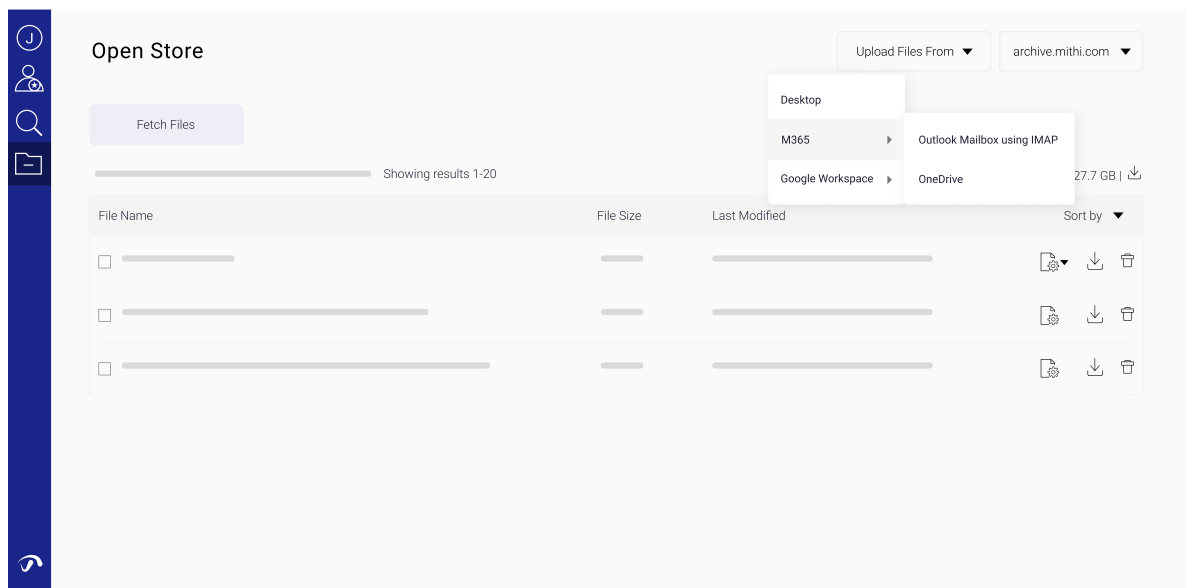 J
Open Store
Upload Files From
archive.mithi.com
Desktop
Fetch Files
M365
Outlook Mailbox using IMAP
Showing results 1-20
Google Workspace
OneDrive
27.7 GB |
File Name
File Size
Last Modified
Sort by